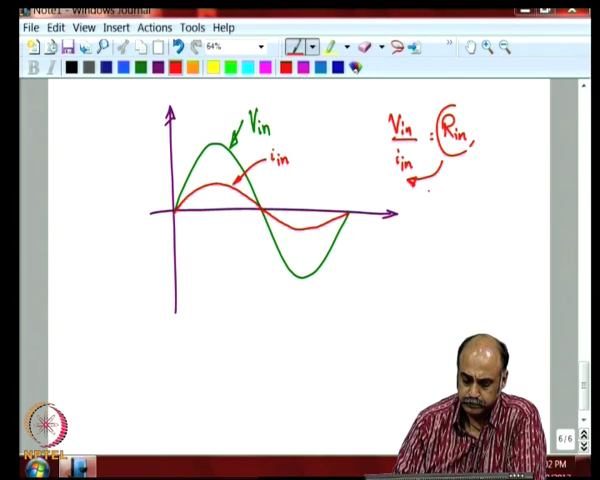 Note1 - Windows Journal
File Edit View Insert Actions Tools Help
64%
B I
Vin
iin
Vin
iin
= Rin
6/6
NPTEL